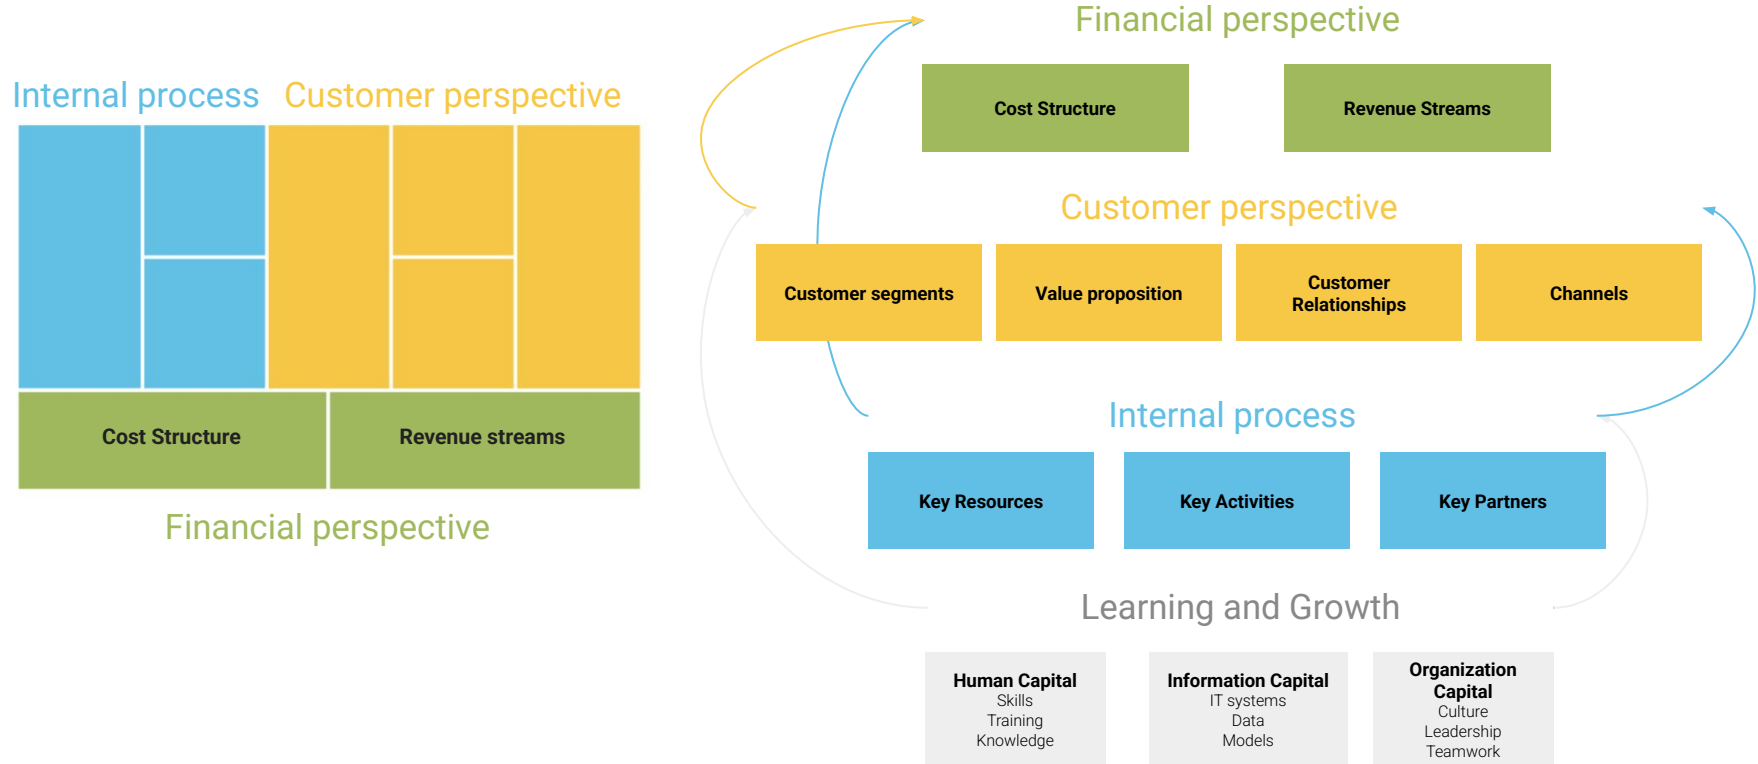 Internal process
Customer perspective
Cost Structure
Revenue streams
Financial perspective
Financial perspective
Cost Structure
Revenue Streams
Customer perspective
Customer segments
Value proposition
Customer
Relationships
Channels
Internal process
Key Resources
Key Activities
Key Partners
Learning and Growth
Human Capital
Skills
Training
Knowledge
Information Capital
IT systems
Data
Models
Organization
Capital
Culture
Leadership
Teamwork